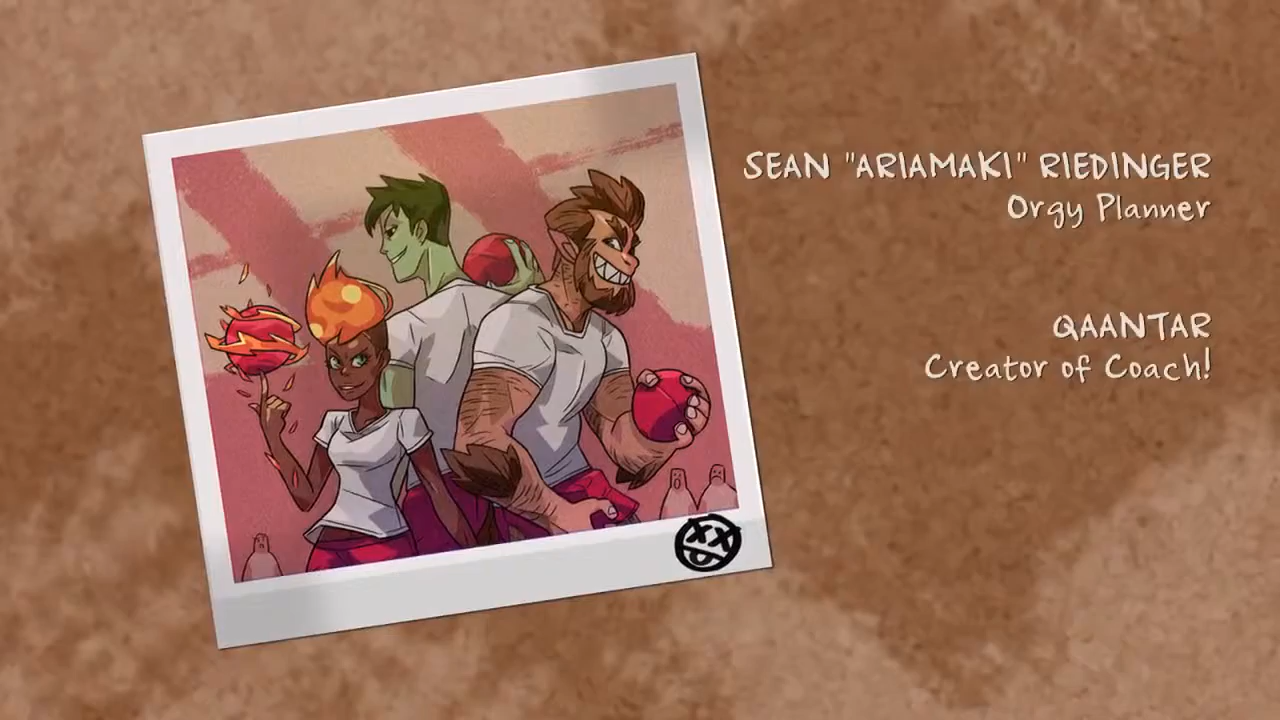 SEAN "ARIAMAKI" RIEDINGER
Orgy Planner
QAANTAR
Creator of Coach!